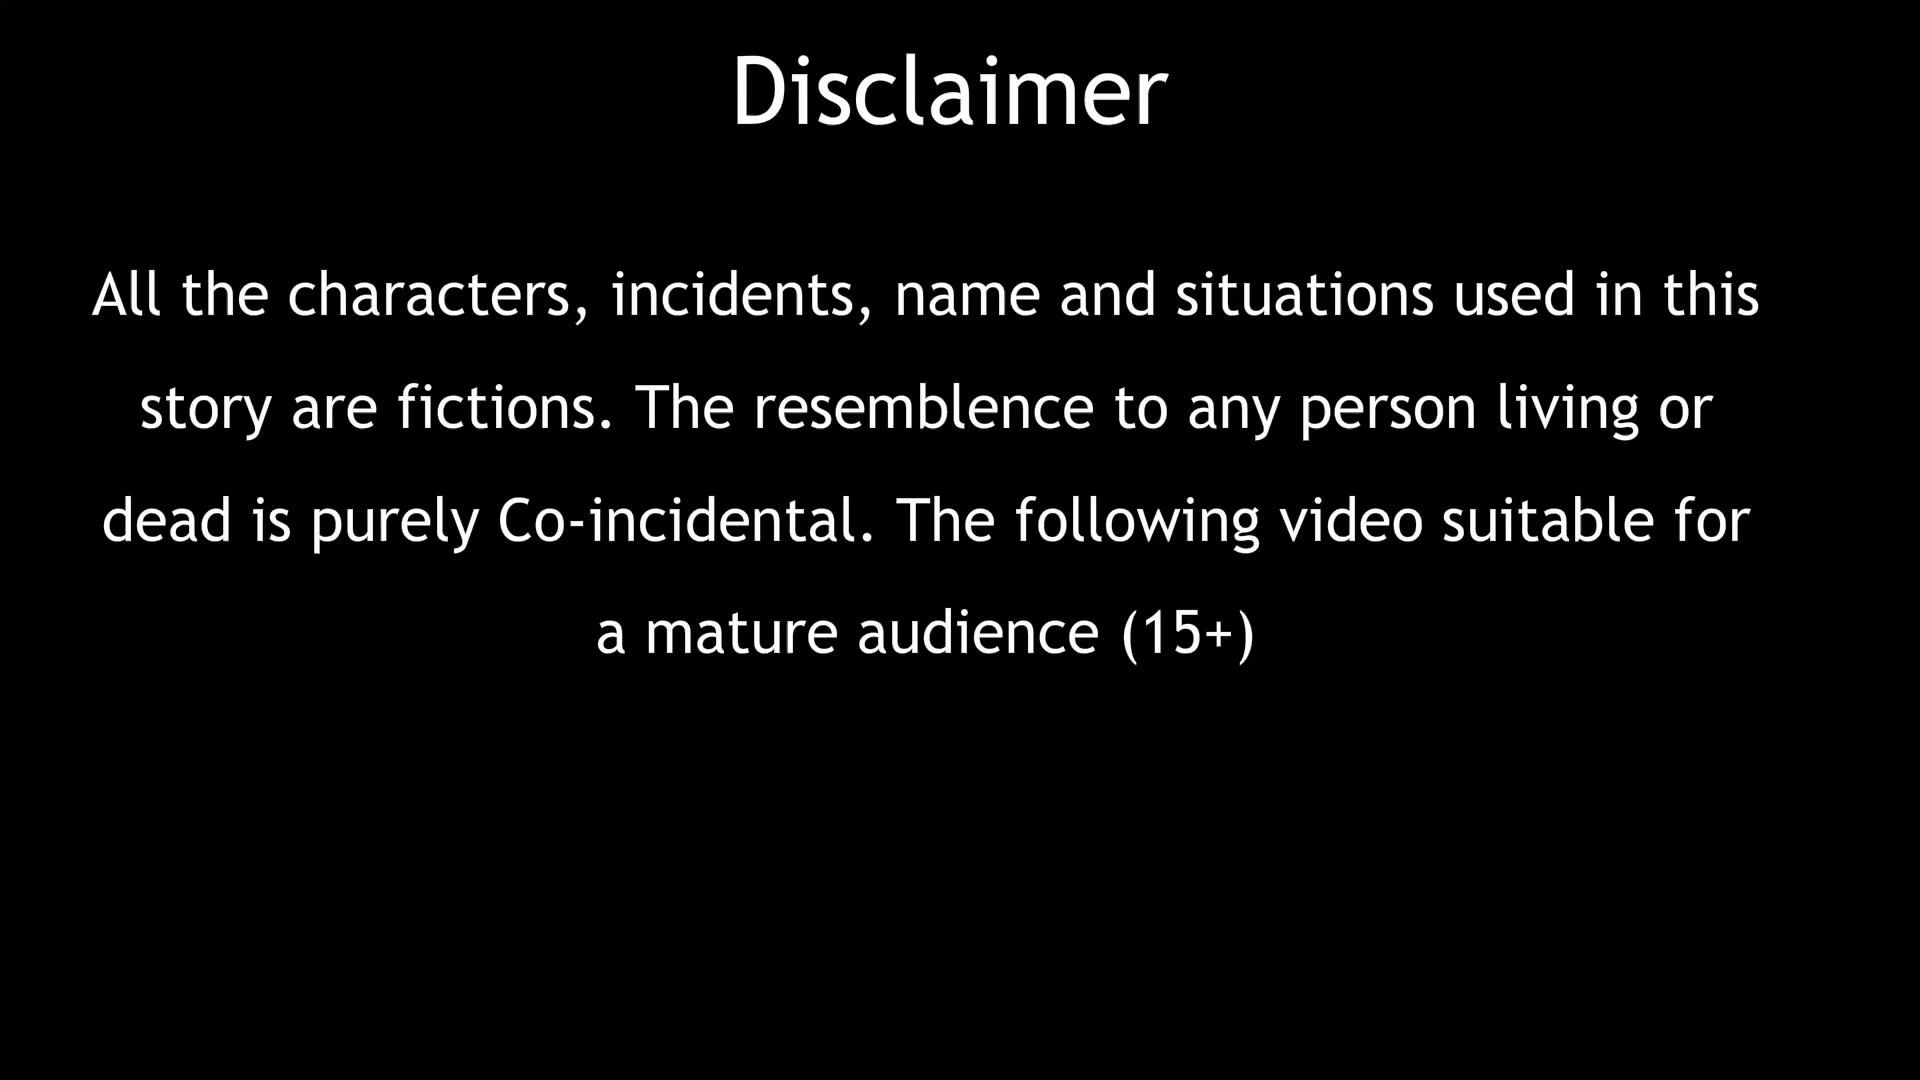 Disclaimer
All the characters, incidents, name and situations used in this
story are fictions. The resemblence to any person living or
dead is purely Co-incidental. The following video suitable for
a mature audience (15+)